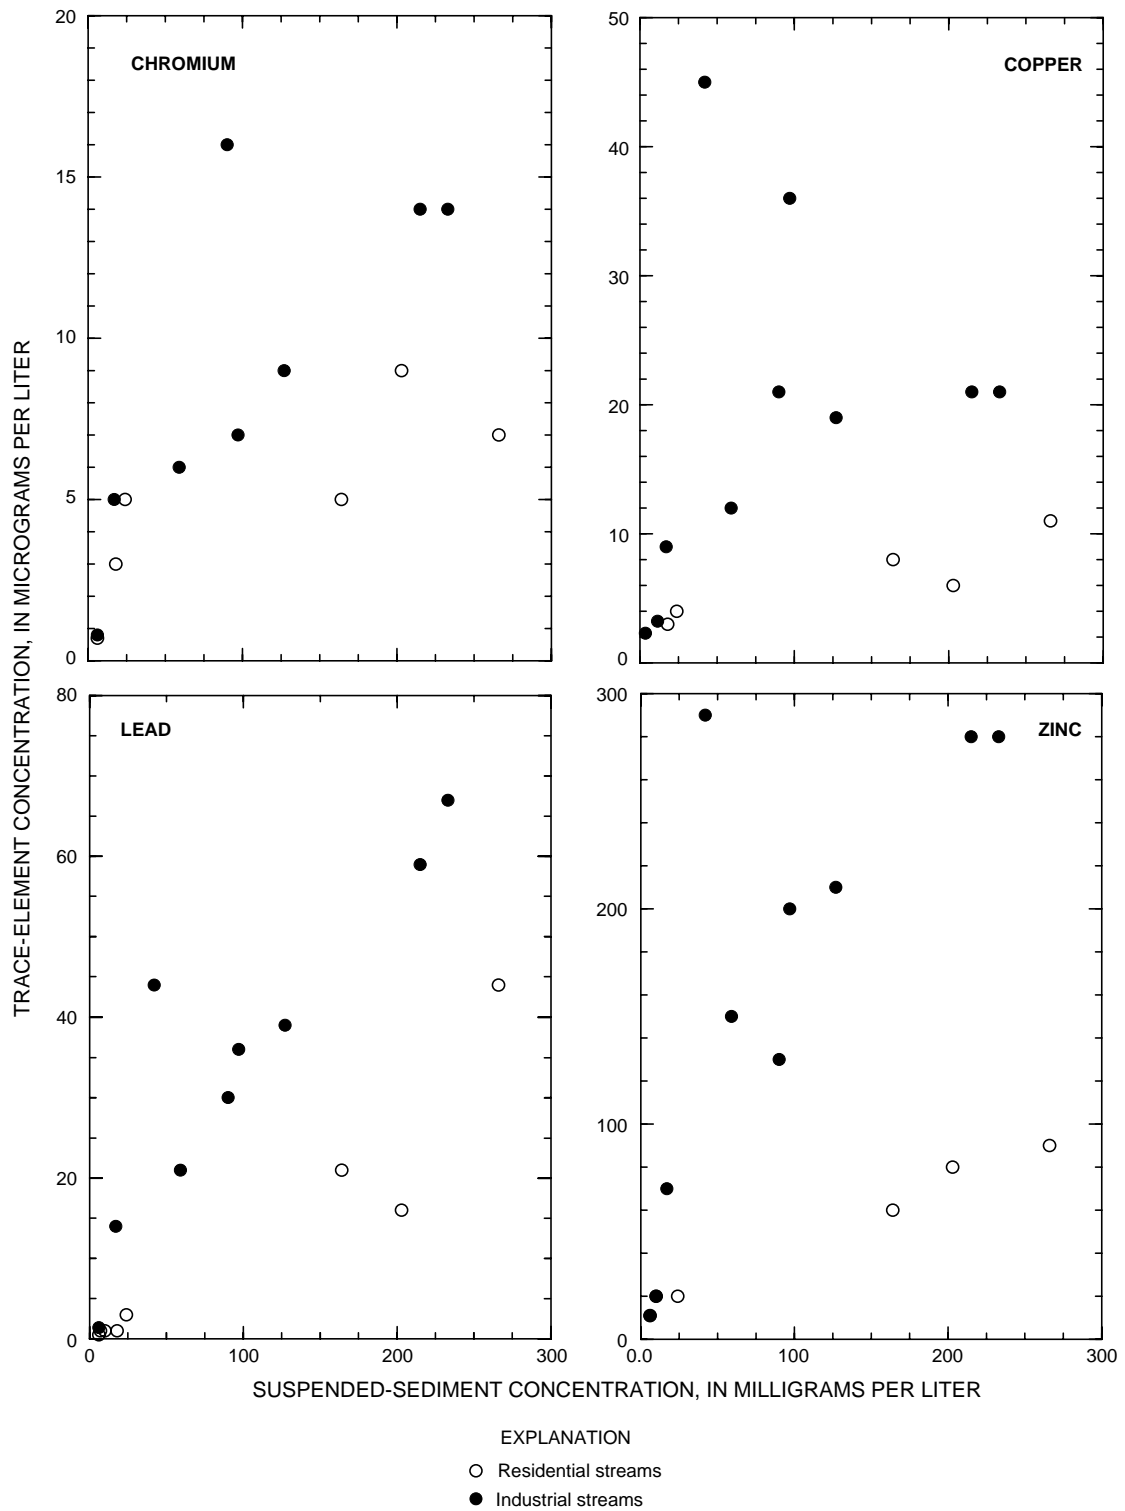 TRACE-ELEMENT CONCENTRATION, IN MICROGRAMS PER LITER
CHROMIUM
20
15
10
5
0
COPPER
50
40
30
20
10
0
LEAD
80
60
40
20
0
0 100 200 300
ZINC
300
200
100
0
0.0 100 200 300
SUSPENDED-SEDIMENT CONCENTRATION, IN MILLIGRAMS PER LITER
EXPLANATION
Residential streams
Industrial streams